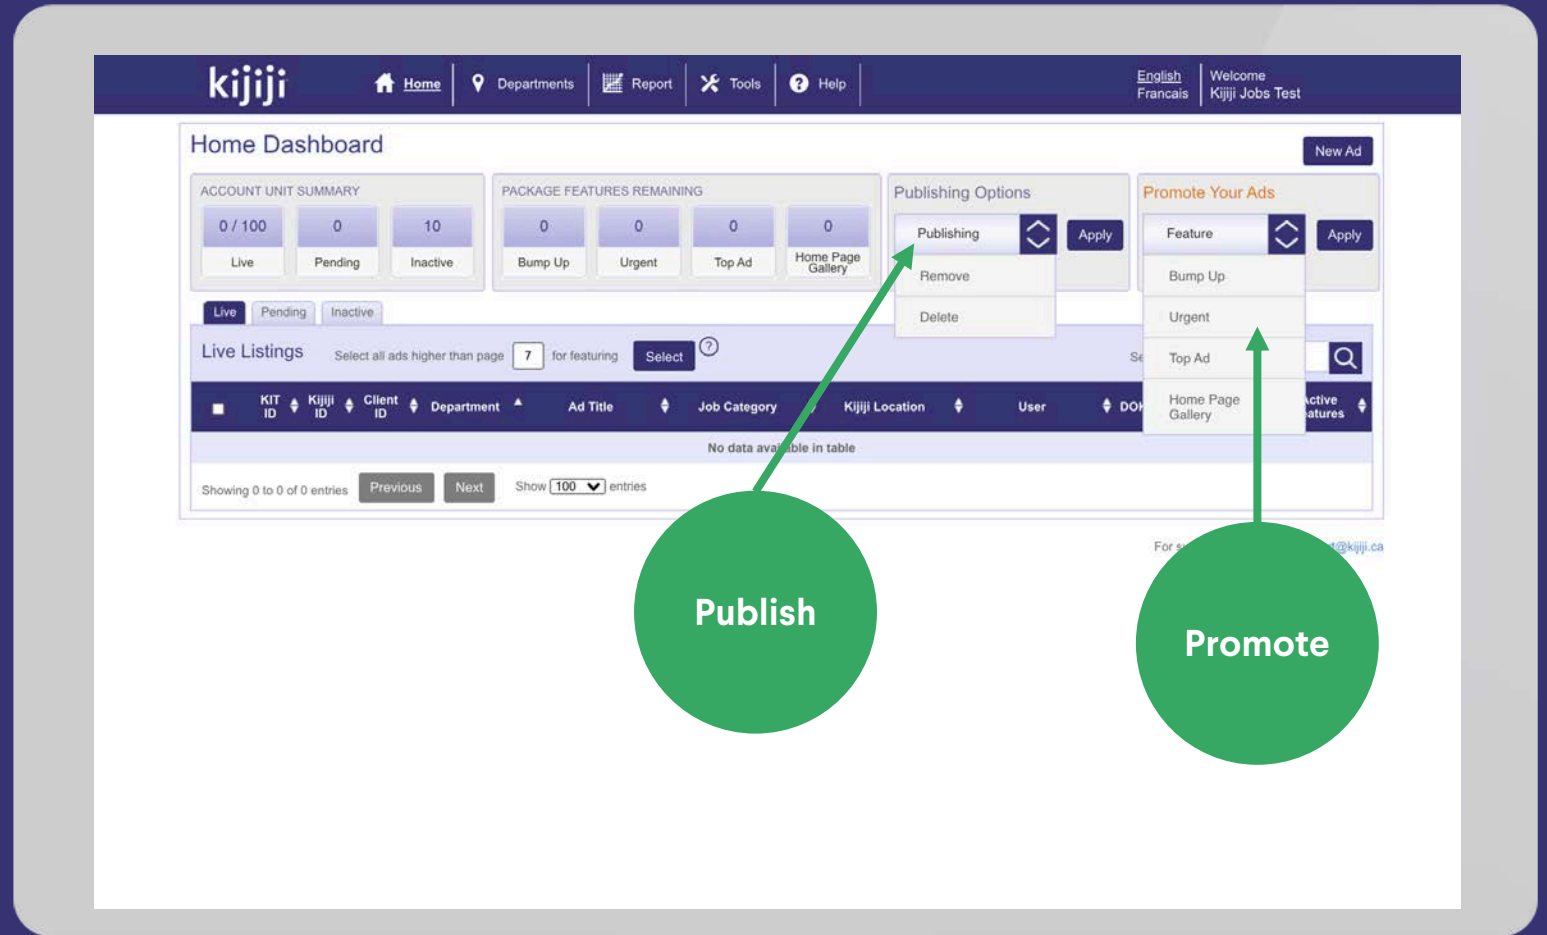 kijiji
Home
Departments
Report
Tools
? Help
English
Francais
Welcome
Kijiji Jobs Test
Home Dashboard
New Ad
ACCOUNT UNIT SUMMARY
0 / 100
0
10
Live
Pending
Inactive
PACKAGE FEATURES REMAINING
0
0
0
0
Bump Up
Urgent
Top Ad
Home Page
Gallery
Publishing Options
Publishing
Apply
Remove
Delete
Promote Your Ads
Feature
Apply
Bump Up
Urgent
Top Ad
Home Page
Gallery
Live
Pending
Inactive
Live Listings
Select all ads higher than page 7 for featuring
Select
?
KIT
ID
Kijiji
ID
Client
ID
Department
Ad Title
Job Category
Kijiji Location
User
No data available in table
Showing 0 to 0 of 0 entries
Previous
Next
Show 100 entries
For
@kijiji.ca
Publish
Promote